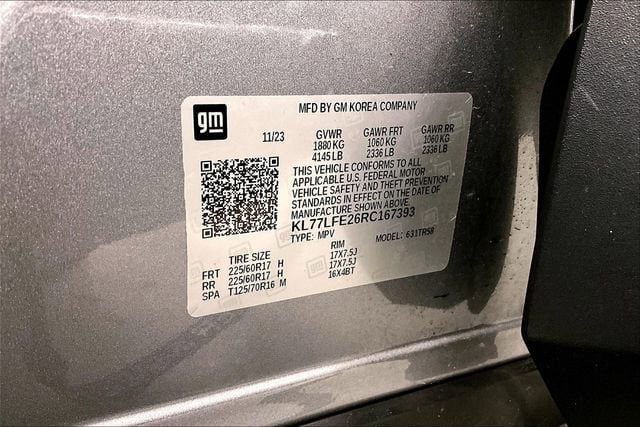 gm
MFD BY GM KOREA COMPANY
11/23 GVWR GAWR FRT GAWR RR
1880 KG 1060 KG 1060 KG
4145 LB 2336 LB 2336 LB
THIS VEHICLE CONFORMS TO ALL
APPLICABLE U.S. FEDERAL MOTOR
VEHICLE SAFETY AND THEFT PREVENTION
STANDARDS IN EFFECT ON THE DATE OF
MANUFACTURE SHOWN ABOVE.
KL77LFE26RC167393
TYPE: MPV MODEL: 631TR58
TIRE SIZE RIM
FRT 225/60R17 H 17X7.5J
RR 225/60R17 H 17X7.5J
SPA T125/70R16 M 16X4BT